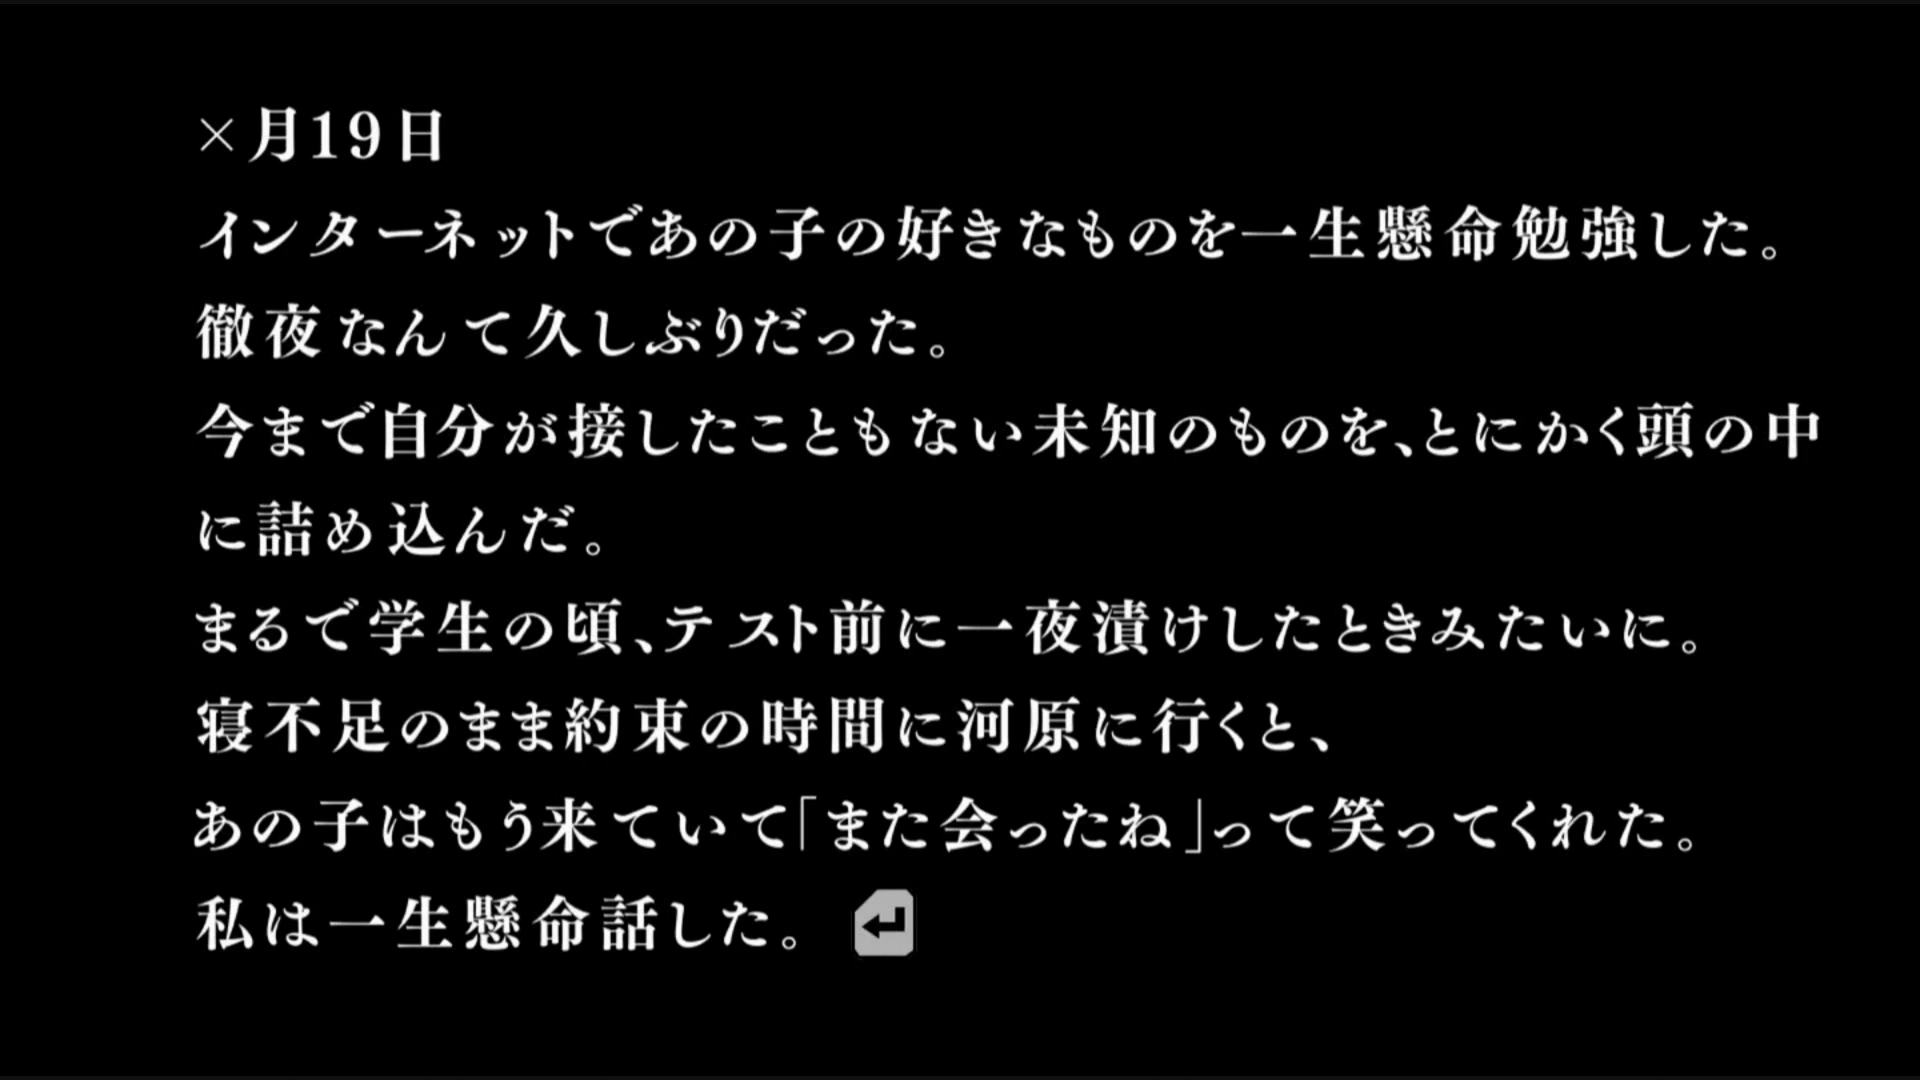 ×月19日
インターネットであの子の好きなものを一生懸命勉強した。
徹夜なんて久しぶりだった。
今まで自分が接したこともない未知のものを、とにかく頭の中
に詰め込んだ。
まるで学生の頃、テスト前に一夜漬けしたときみたいに。
寝不足のまま約束の時間に河原に行くと、
あの子はもう来ていて「また会ったね」って笑ってくれた。
私は一生懸命話した。